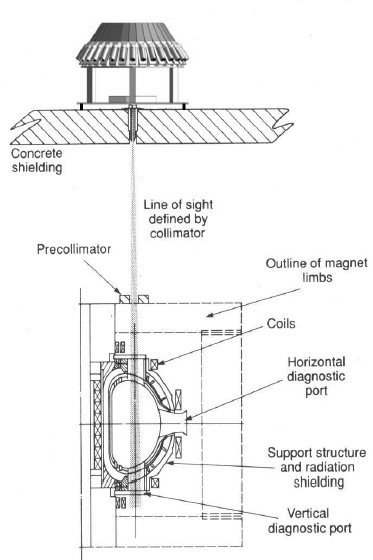 Concrete
shielding
Line of sight
defined by
collimator
Precollimator
Outline of magnet
limbs
Coils
Horizontal
diagnostic
port
Support structure
and radiation
shielding
Vertical
diagnostic port